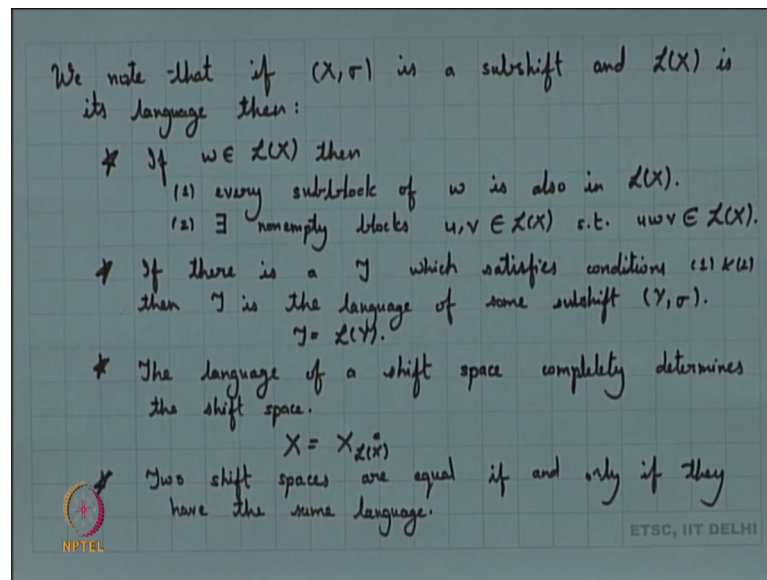 We note that if (X, σ) is a subshift and ℒ(X) is
its language then:
* If w ∈ ℒ(X) then
(1) every subblock of w is also in ℒ(X).
(2) ∃ nonempty blocks u, v ∈ ℒ(X) s.t. uwv ∈ ℒ(X).
* If there is a J which satisfies conditions (1) & (2)
then J is the language of some subshift (Y, σ).
J = ℒ(Y).
* The language of a shift space completely determines
the shift space.
X = X_{ℒ(X)^c}
* Two shift spaces are equal if and only if they
have the same language.
ETSC, IIT DELHI
NPTEL